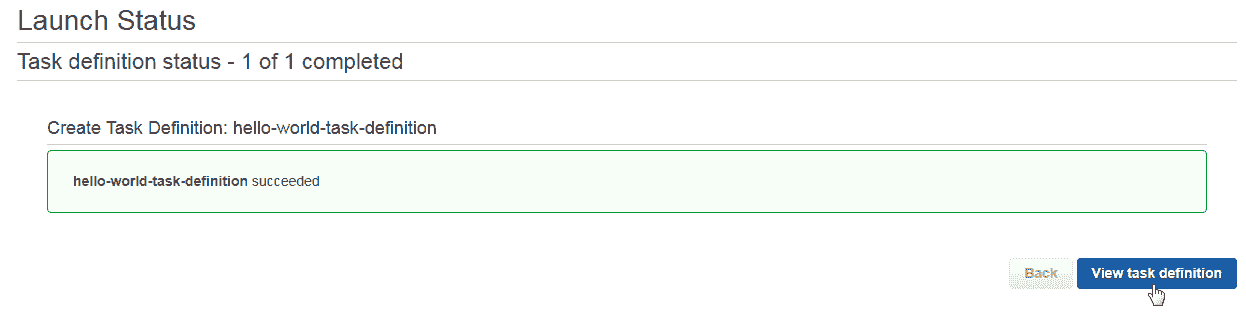 Launch Status
Task definition status - 1 of 1 completed
Create Task Definition: hello-world-task-definition
hello-world-task-definition succeeded
Back View task definition